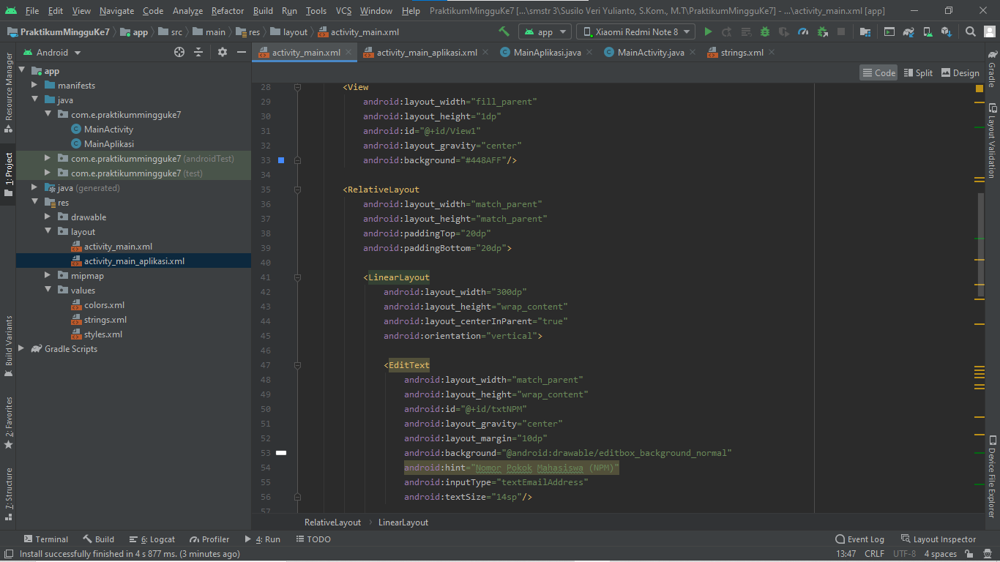 File Edit View Navigate Code Analyze Refactor Build Run Tools VCS Window Help PraktikumMingguKe7 [...\smstr 3\Susilo Veri Yulianto, S.Kom., M.T\PraktikumMingguKe7] - ...\activity_main.xml [app]
PraktikumMingguKe7 app src main res layout activity_main.xml app Xiaomi Redmi Note 8
Android activity_main.xml activity_main_aplikasi.xml MainAplikasi.java MainActivity.java strings.xml
Code Split Design
Resource Manager
1: Project
Build Variants
2: Favorites
7: Structure
app
manifests
java
com.e.praktikummingguke7
MainActivity
MainAplikasi
com.e.praktikummingguke7 (androidTest)
com.e.praktikummingguke7 (test)
java (generated)
res
drawable
layout
activity_main.xml
activity_main_aplikasi.xml
mipmap
values
colors.xml
strings.xml
styles.xml
Gradle Scripts
28 <View
29 android:layout_width="fill_parent"
30 android:layout_height="1dp"
31 android:id="@+id/View1"
32 android:layout_gravity="center"
33 android:background="#448AFF"/>
34
35 <RelativeLayout
36 android:layout_width="match_parent"
37 android:layout_height="match_parent"
38 android:paddingTop="20dp"
39 android:paddingBottom="20dp">
40
41 <LinearLayout
42 android:layout_width="300dp"
43 android:layout_height="wrap_content"
44 android:layout_centerInParent="true"
45 android:orientation="vertical">
46
47 <EditText
48 android:layout_width="match_parent"
49 android:layout_height="wrap_content"
50 android:id="@+id/txtNPM"
51 android:layout_gravity="center"
52 android:layout_margin="10dp"
53 android:background="@android:drawable/editbox_background_normal"
54 android:hint="Nomor Pokok Mahasiswa (NPM)"
55 android:inputType="textEmailAddress"
56 android:textSize="14sp"/>
57
Gradle
Layout Validation
Device File Explorer
RelativeLayout LinearLayout
Terminal Build 6: Logcat Profiler 4: Run TODO Event Log Layout Inspector
Install successfully finished in 4 s 877 ms. (3 minutes ago) 13:47 CRLF UTF-8 4 spaces